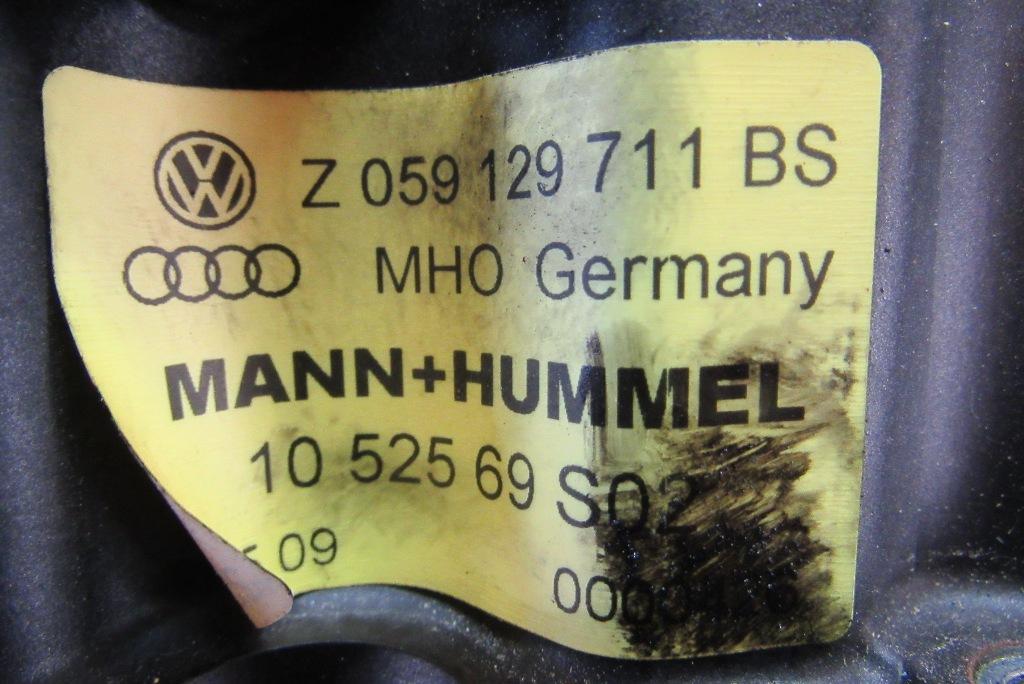 Z 059 129 711 BS
MHO Germany
MANN+HUMMEL
10 525 69 S02
09